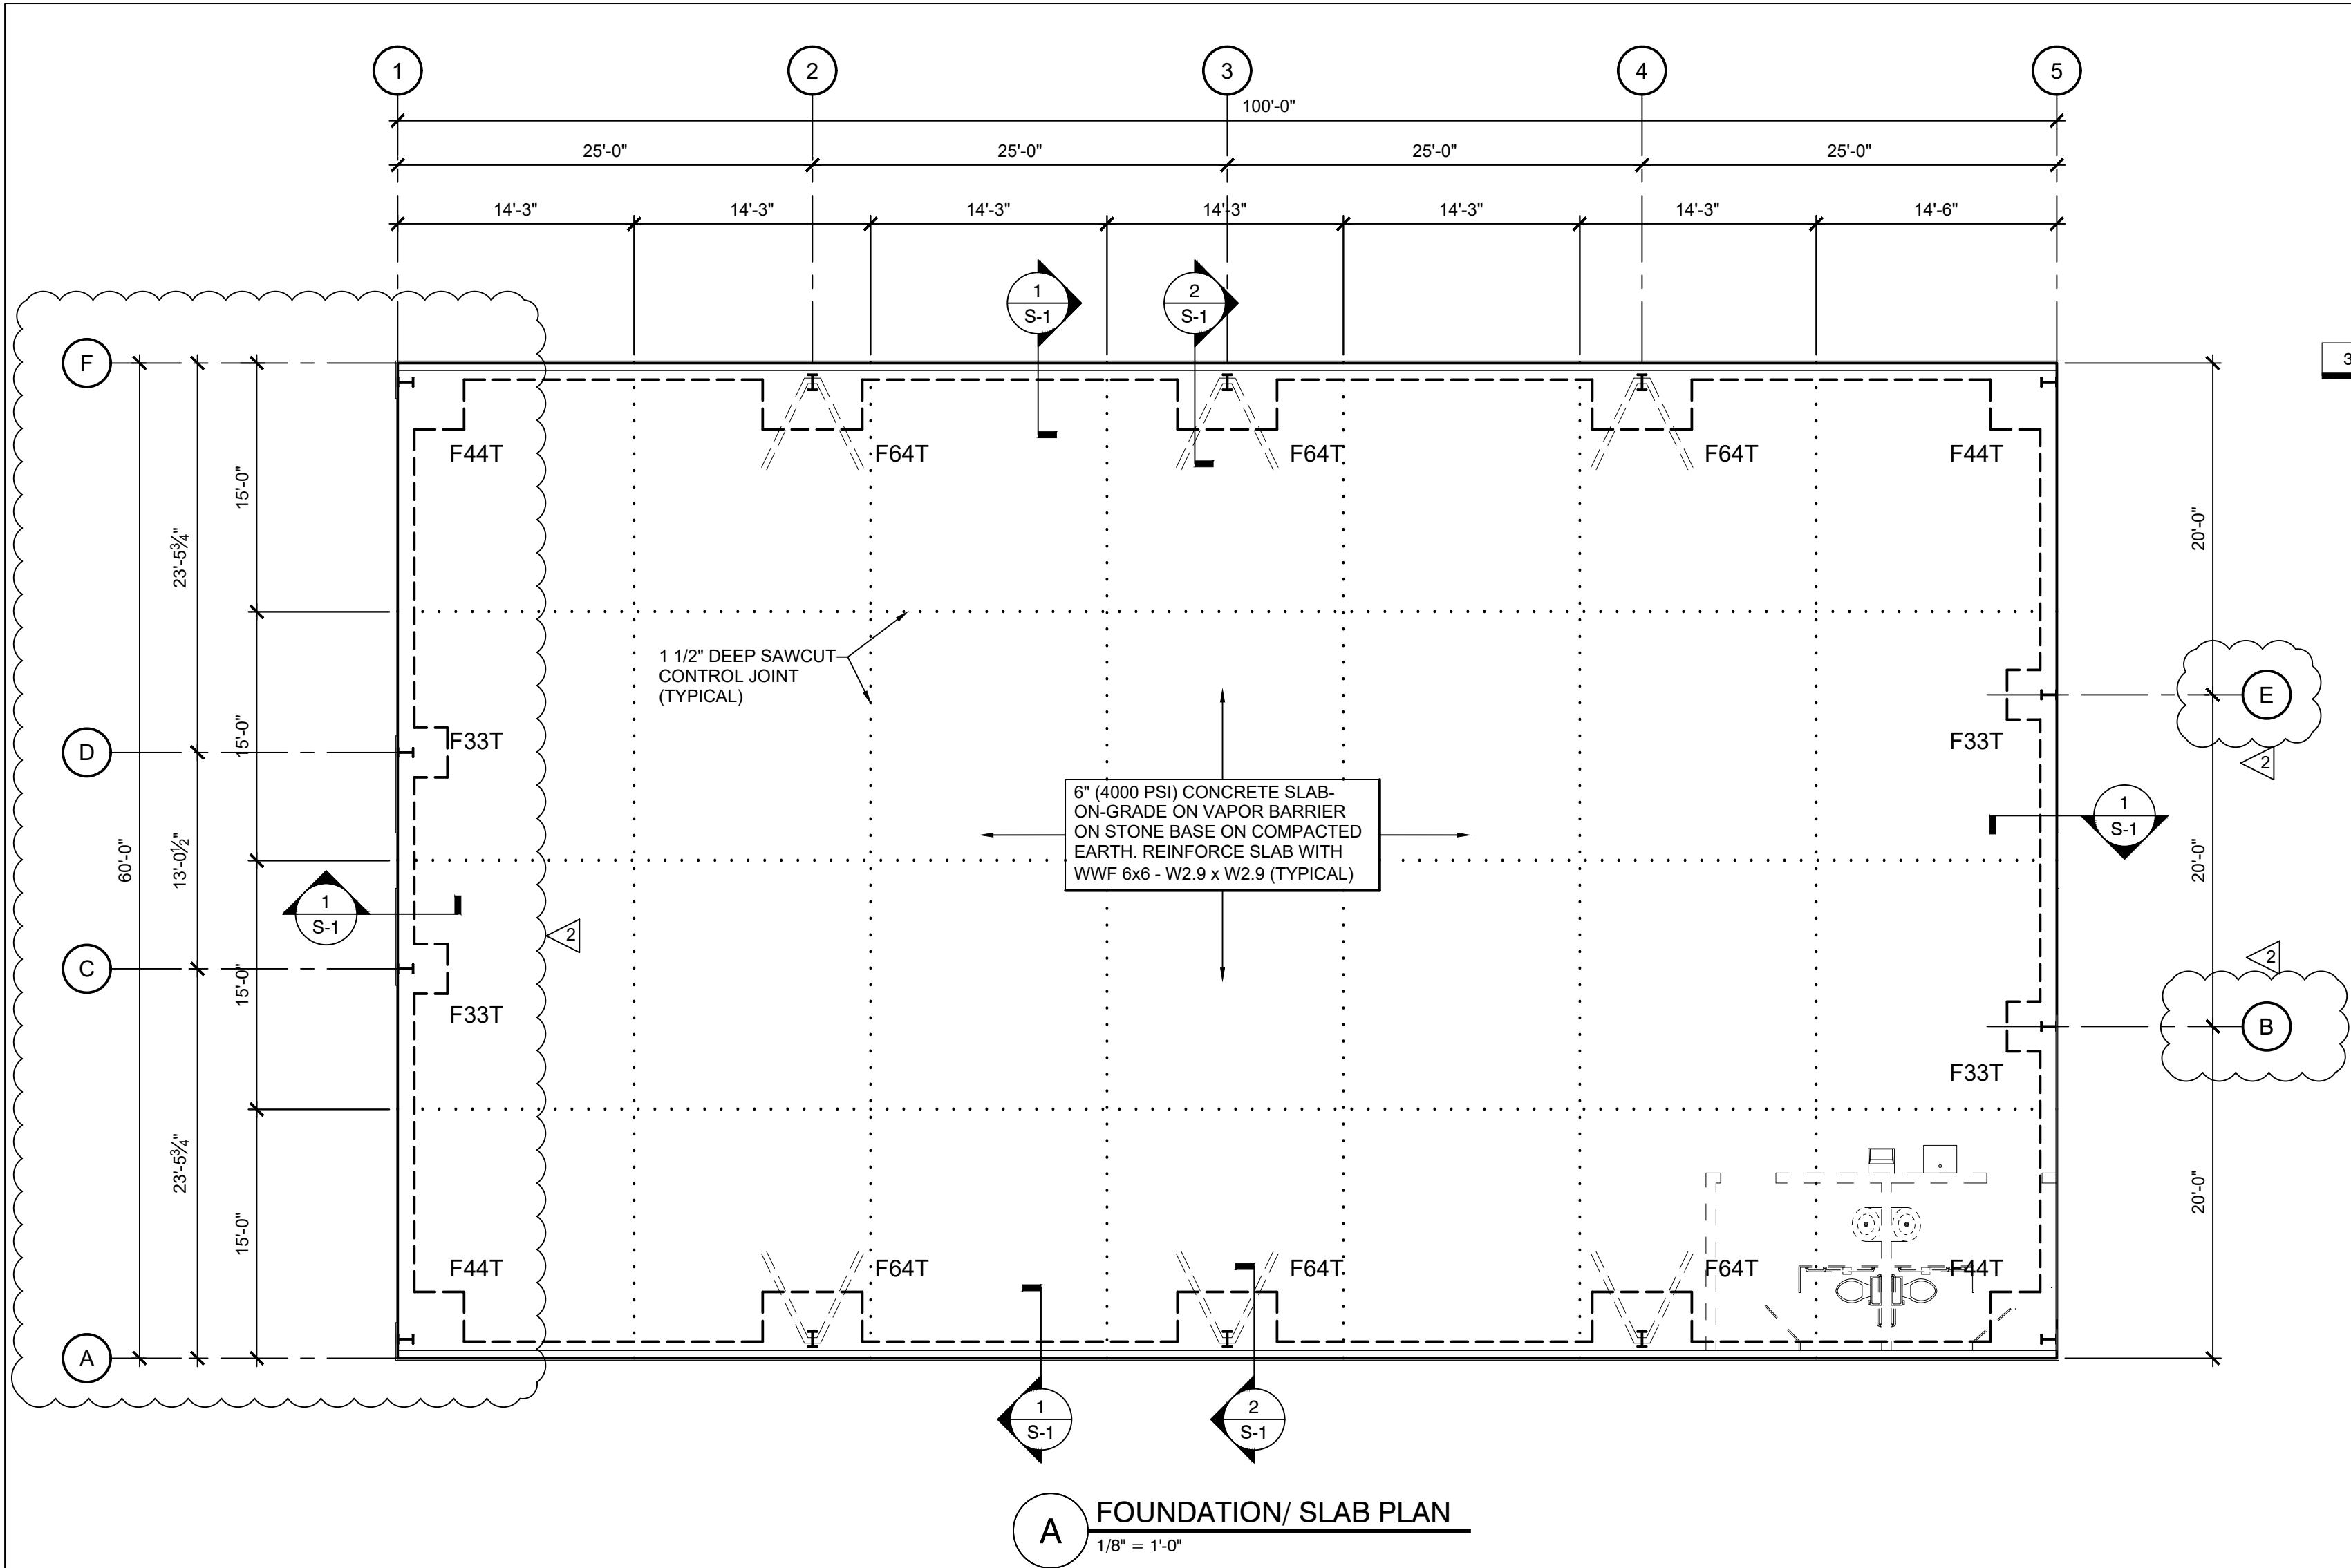 1
2
3
4
5
100'-0"
25'-0"
25'-0"
25'-0"
25'-0"
14'-3"
14'-3"
14'-3"
14'-3"
14'-3"
14'-3"
14'-6"
1
S-1
2
S-1
F
3
F44T
F64T
F64T
F64T
F44T
15'-0"
23'-5¾"
20'-0"
1 1/2" DEEP SAWCUT
CONTROL JOINT
(TYPICAL)
E
2
D
15'-0"
F33T
F33T
6" (4000 PSI) CONCRETE SLAB-
ON-GRADE ON VAPOR BARRIER
ON STONE BASE ON COMPACTED
EARTH. REINFORCE SLAB WITH
WWF 6x6 - W2.9 x W2.9 (TYPICAL)
1
S-1
60'-0"
13'-0½"
20'-0"
1
S-1
2
2
C
15'-0"
F33T
B
F33T
23'-5¾"
15'-0"
20'-0"
F44T
F64T
F64T
F64T
F44T
A
1
S-1
2
S-1
A
FOUNDATION/ SLAB PLAN
1/8" = 1'-0"